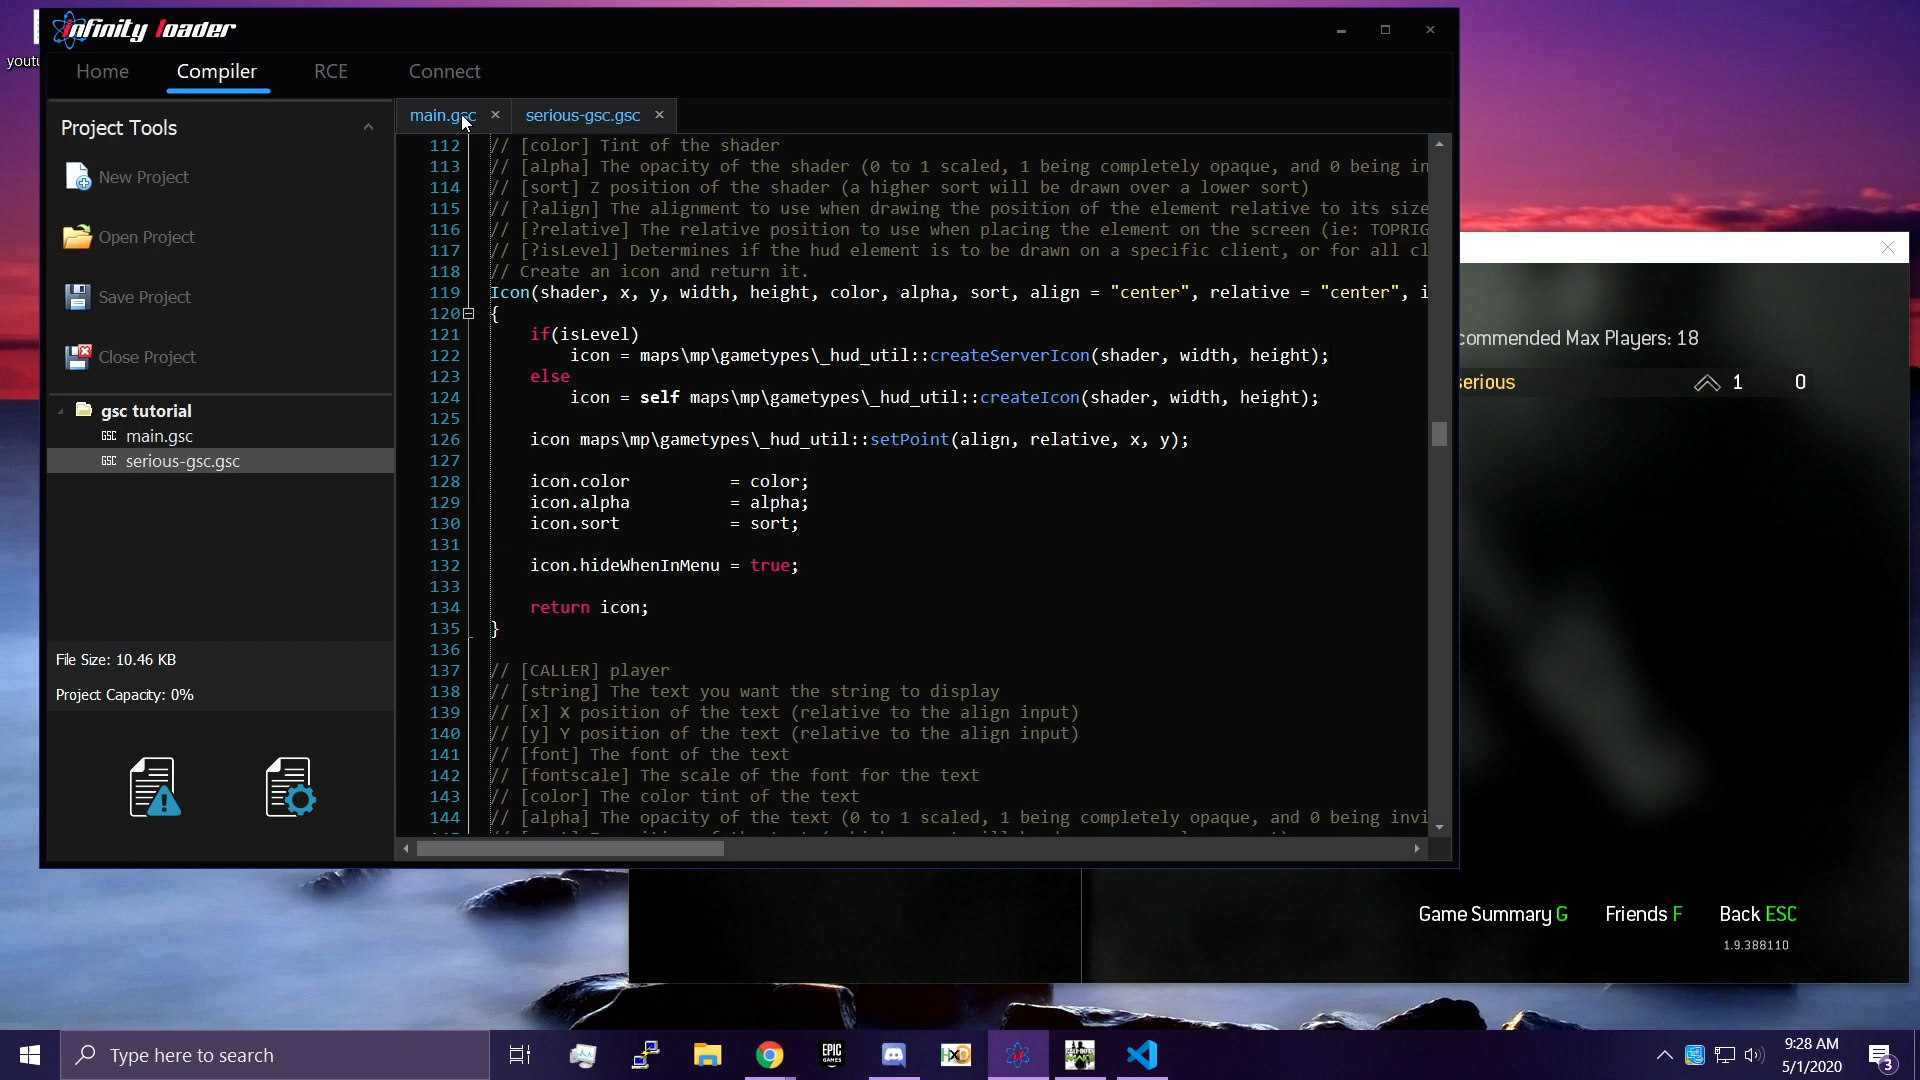 youtu
infinity loader
Home Compiler RCE Connect
Project Tools
New Project
Open Project
Save Project
Close Project
gsc tutorial
GSC main.gsc
GSC serious-gsc.gsc
File Size: 10.46 KB
Project Capacity: 0%
main.gsc × serious-gsc.gsc ×
112 // [color] Tint of the shader
113 // [alpha] The opacity of the shader (0 to 1 scaled, 1 being completely opaque, and 0 being in
114 // [sort] Z position of the shader (a higher sort will be drawn over a lower sort)
115 // [?align] The alignment to use when drawing the position of the element relative to its size
116 // [?relative] The relative position to use when placing the element on the screen (ie: TOPRIG
117 // [?isLevel] Determines if the hud element is to be drawn on a specific client, or for all cl
118 // Create an icon and return it.
119 Icon(shader, x, y, width, height, color, alpha, sort, align = "center", relative = "center", i
120 {
121 if(isLevel)
122 icon = maps\mp\gametypes\_hud_util::createServerIcon(shader, width, height);
123 else
124 icon = self maps\mp\gametypes\_hud_util::createIcon(shader, width, height);
125
126 icon maps\mp\gametypes\_hud_util::setPoint(align, relative, x, y);
127
128 icon.color = color;
129 icon.alpha = alpha;
130 icon.sort = sort;
131
132 icon.hideWhenInMenu = true;
133
134 return icon;
135 }
136
137 // [CALLER] player
138 // [string] The text you want the string to display
139 // [x] X position of the text (relative to the align input)
140 // [y] Y position of the text (relative to the align input)
141 // [font] The font of the text
142 // [fontscale] The scale of the font for the text
143 // [color] The color tint of the text
144 // [alpha] The opacity of the text (0 to 1 scaled, 1 being completely opaque, and 0 being invi
commended Max Players: 18
serious 1 0
Game Summary G Friends F Back ESC
1.9.388110
Type here to search
EPIC GAMES
HxD
9:28 AM
5/1/2020
3